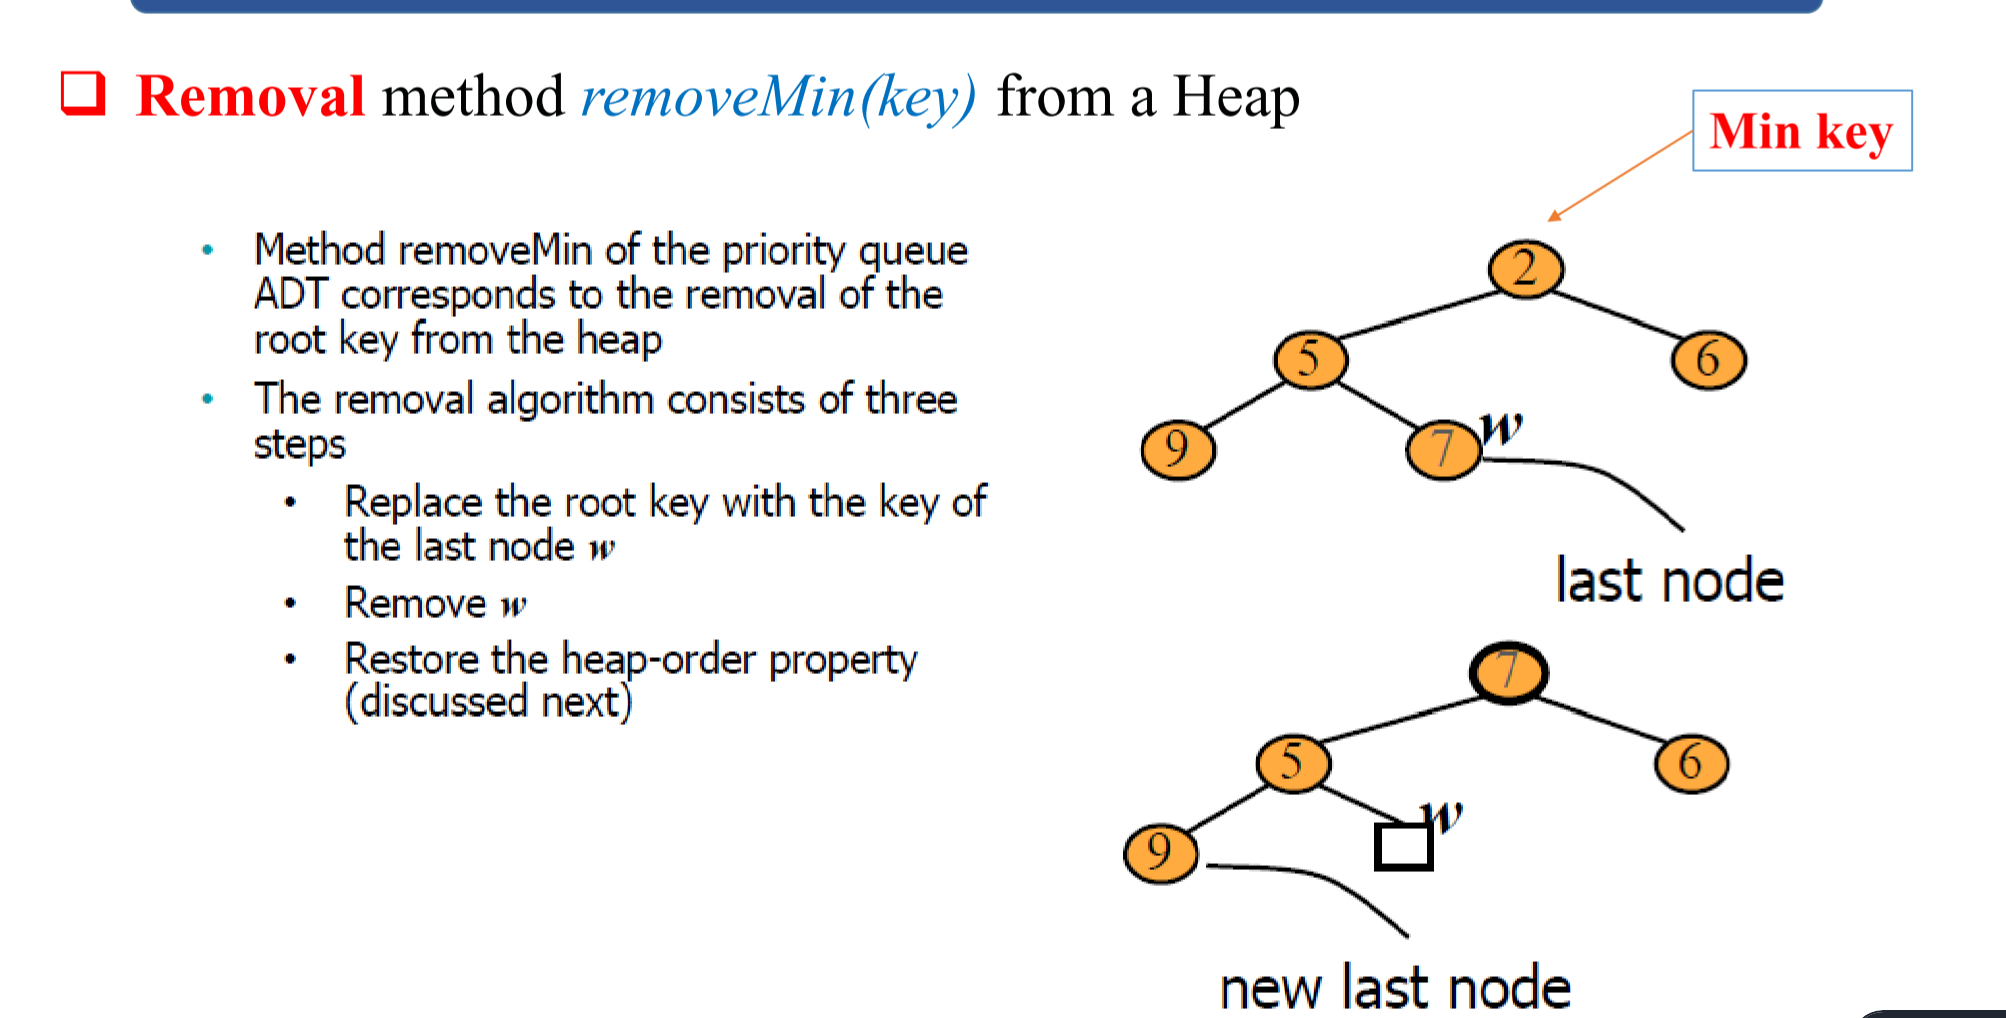 Removal method removeMin(key) from a Heap
Min key
• Method removeMin of the priority queue
ADT corresponds to the removal of the
root key from the heap
• The removal algorithm consists of three
steps
• Replace the root key with the key of
the last node w
• Remove w
• Restore the heap-order property
(discussed next)
2
5
6
9
7
w
last node
7
5
6
9
w
new last node